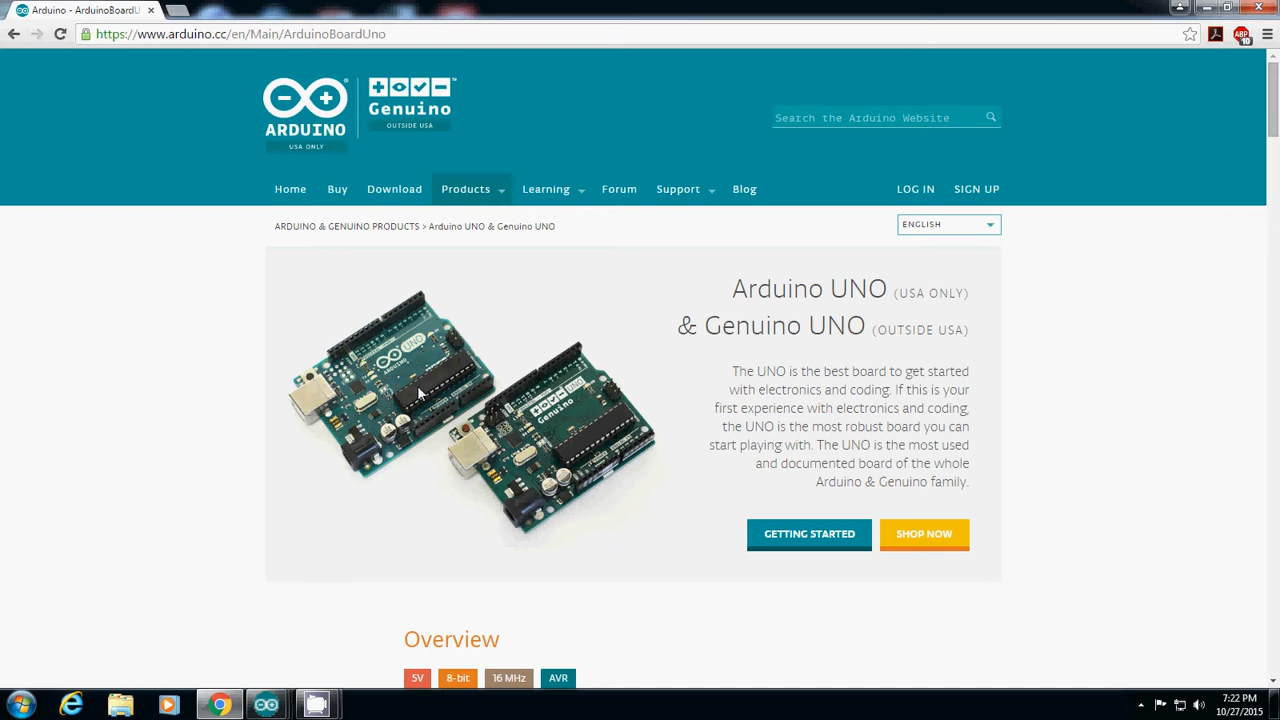 Arduino - ArduinoBoardU
https://www.arduino.cc/en/Main/ArduinoBoardUno
ABP
10
ARDUINO
USA ONLY
Genuino
OUTSIDE USA
Search the Arduino Website
Home
Buy
Download
Products
Learning
Forum
Support
Blog
LOG IN
SIGN UP
ARDUINO & GENUINO PRODUCTS > Arduino UNO & Genuino UNO
ENGLISH
Arduino UNO (USA ONLY)
& Genuino UNO (OUTSIDE USA)
The UNO is the best board to get started
with electronics and coding. If this is your
first experience with electronics and coding,
the UNO is the most robust board you can
start playing with. The UNO is the most used
and documented board of the whole
Arduino & Genuino family.
UNO
ARDUINO
UNO
Genuino
GETTING STARTED
SHOP NOW
Overview
5V
8-bit
16 MHz
AVR
7:22 PM
10/27/2015